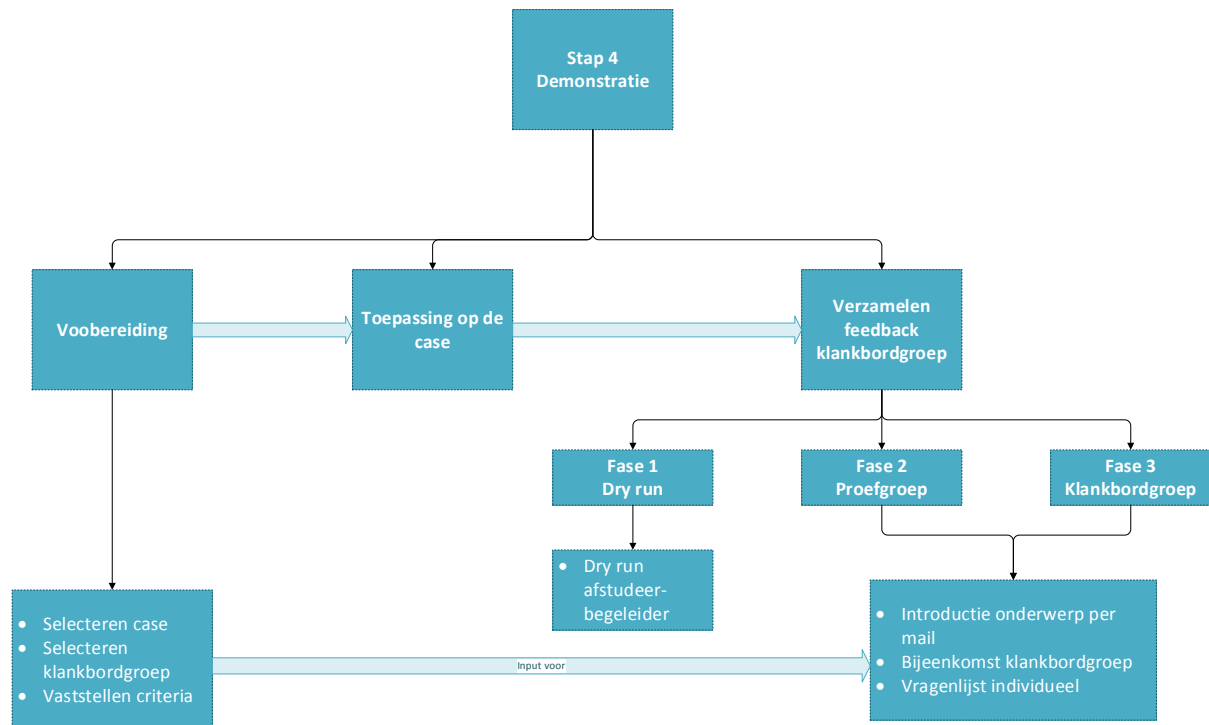 Stap 4
Demonstratie
Voobereiding
Toepassing op de
case
Verzamelen
feedback
klankbordgroep
Fase 1
Dry run
Fase 2
Proefgroep
Fase 3
Klankbordgroep
• Dry run
afstudeer-
begeleider
• Selecteren case
• Selecteren
klankbordgroep
• Vaststellen criteria
Input voor
• Introductie onderwerp per
mail
• Bijeenkomst klankbordgroep
• Vragenlijst individueel